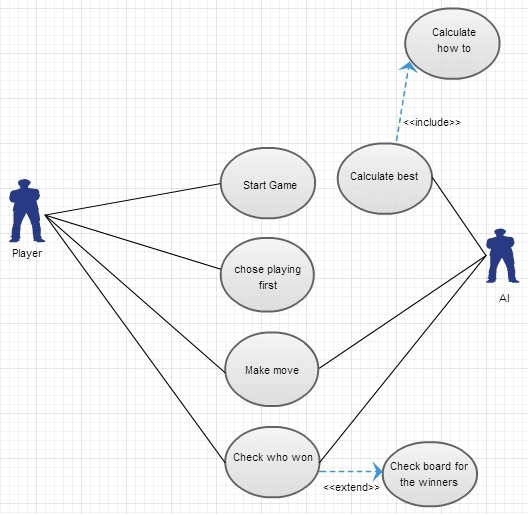 Calculate
how to
<<include>>
Calculate best
Start Game
Player
chose playing
first
AI
Make move
Check who won
Check board for
the winners
<<extend>>